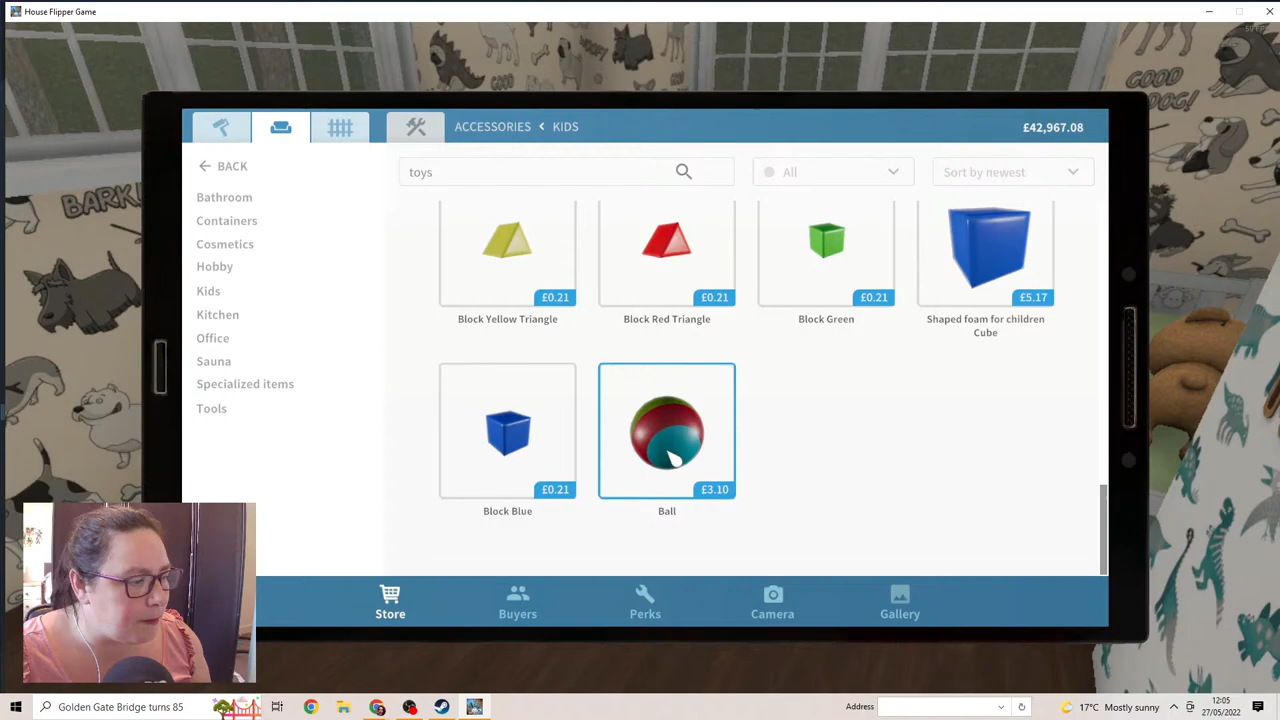 House Flipper Game
GOOD
DOG!
GOOD
DOG!
BARK!
ACCESSORIES < KIDS
£42,967.08
BACK
toys
All
Sort by newest
Bathroom
Containers
Cosmetics
Hobby
Kids
Kitchen
Office
Sauna
Specialized items
Tools
£0.21
£0.21
£0.21
£5.17
Block Yellow Triangle
Block Red Triangle
Block Green
Shaped foam for children
Cube
£0.21
£3.10
Block Blue
Ball
Store
Buyers
Perks
Camera
Gallery
Golden Gate Bridge turns 85
Address
17°C Mostly sunny
12:05
27/05/2022